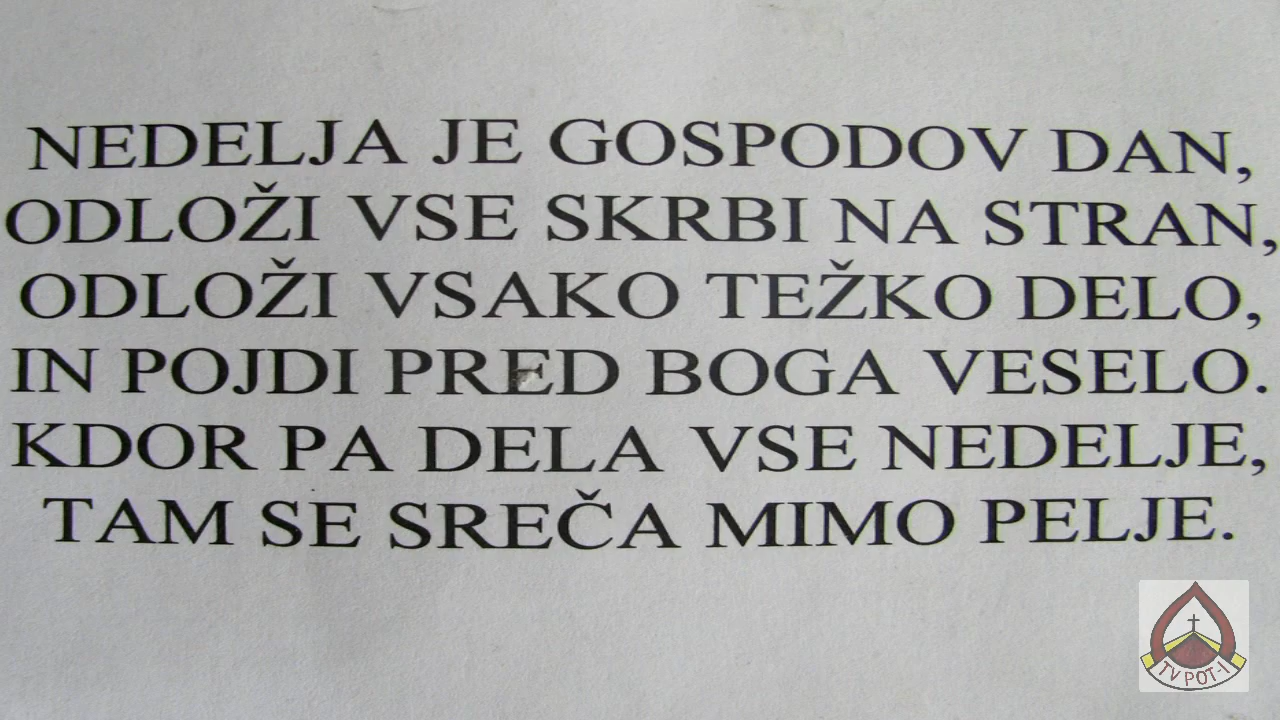 NEDELJA JE GOSPODOV DAN,
ODLOŽI VSE SKRBI NA STRAN,
ODLOŽI VSAKO TEŽKO DELO,
IN POJDI PRED BOGA VESELO.
KDOR PA DELA VSE NEDELJE,
TAM SE SREČA MIMO PELJE.
TV POT-1